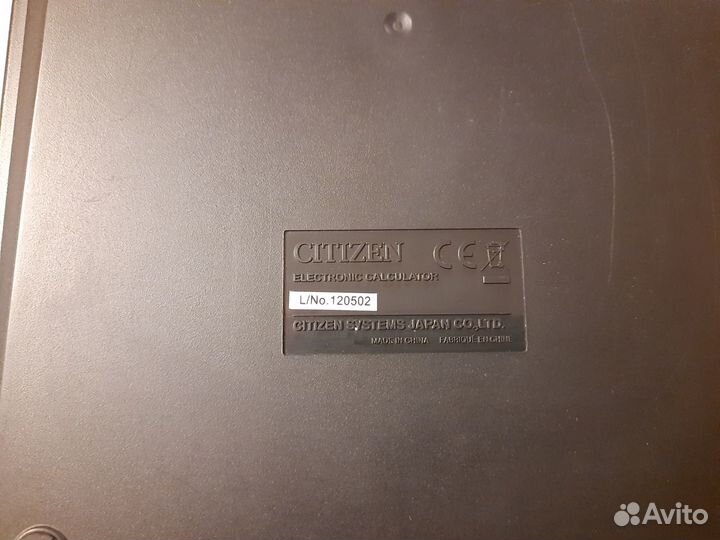 CITIZEN CE
ELECTRONIC CALCULATOR
L/No.120502
CITIZEN SYSTEMS JAPAN CO.,LTD.
MADE IN CHINA FABRIQUÉ EN CHINE
Avito